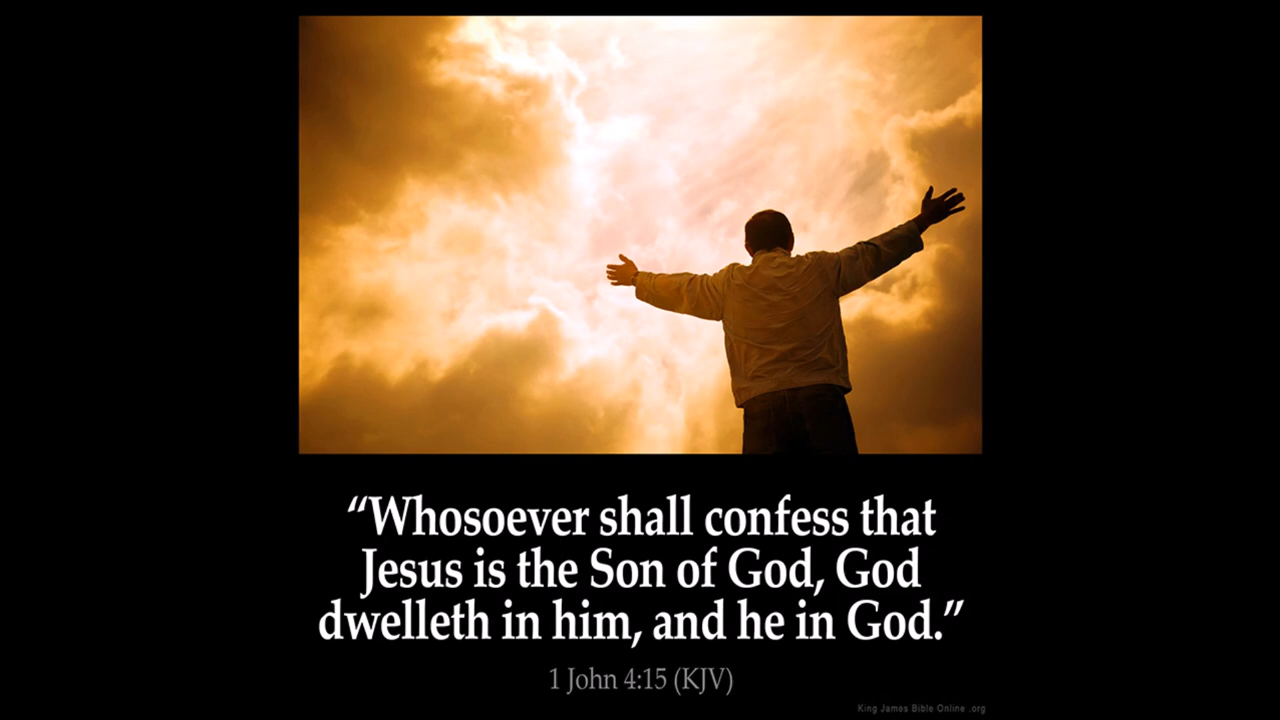 “Whosoever shall confess that
Jesus is the Son of God, God
dwelleth in him, and he in God.”
1 John 4:15 (KJV)
King James Bible Online .org